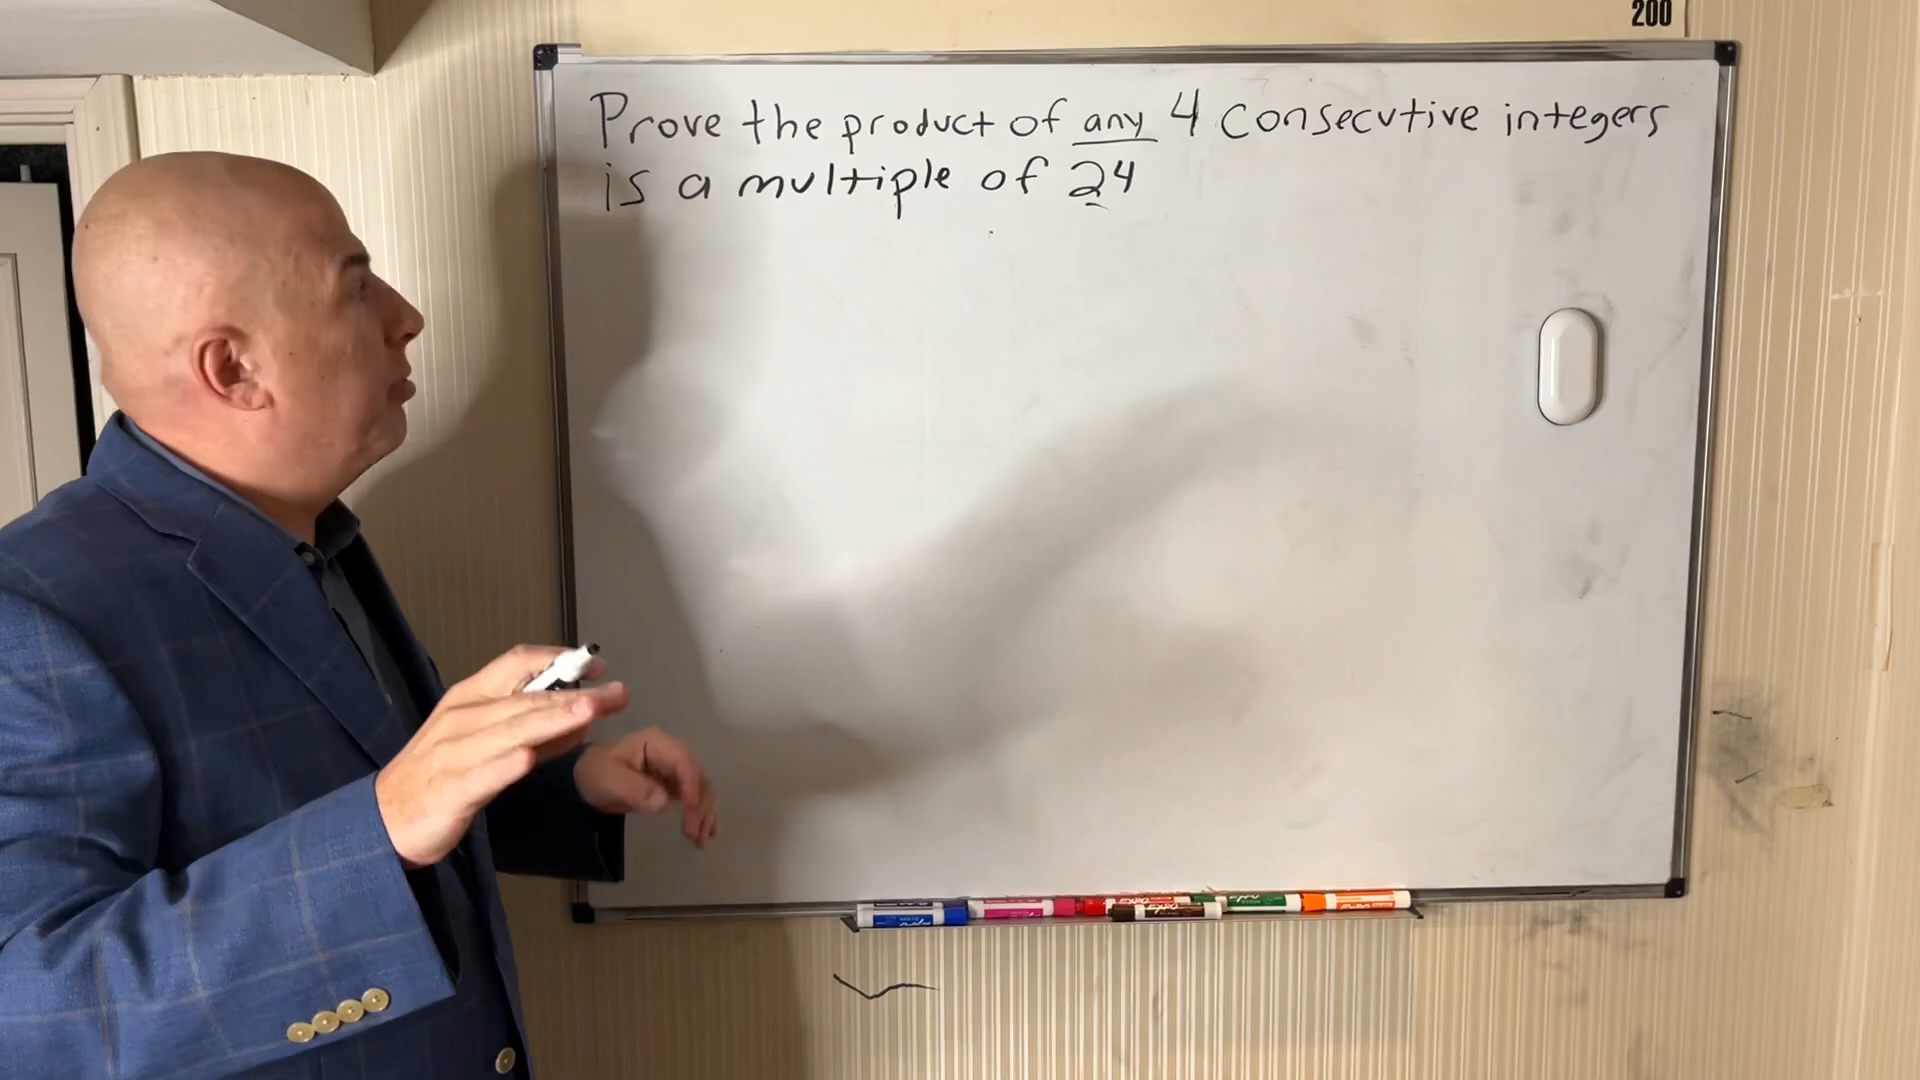 200
Prove the product of any 4 consecutive integers
is a multiple of 24